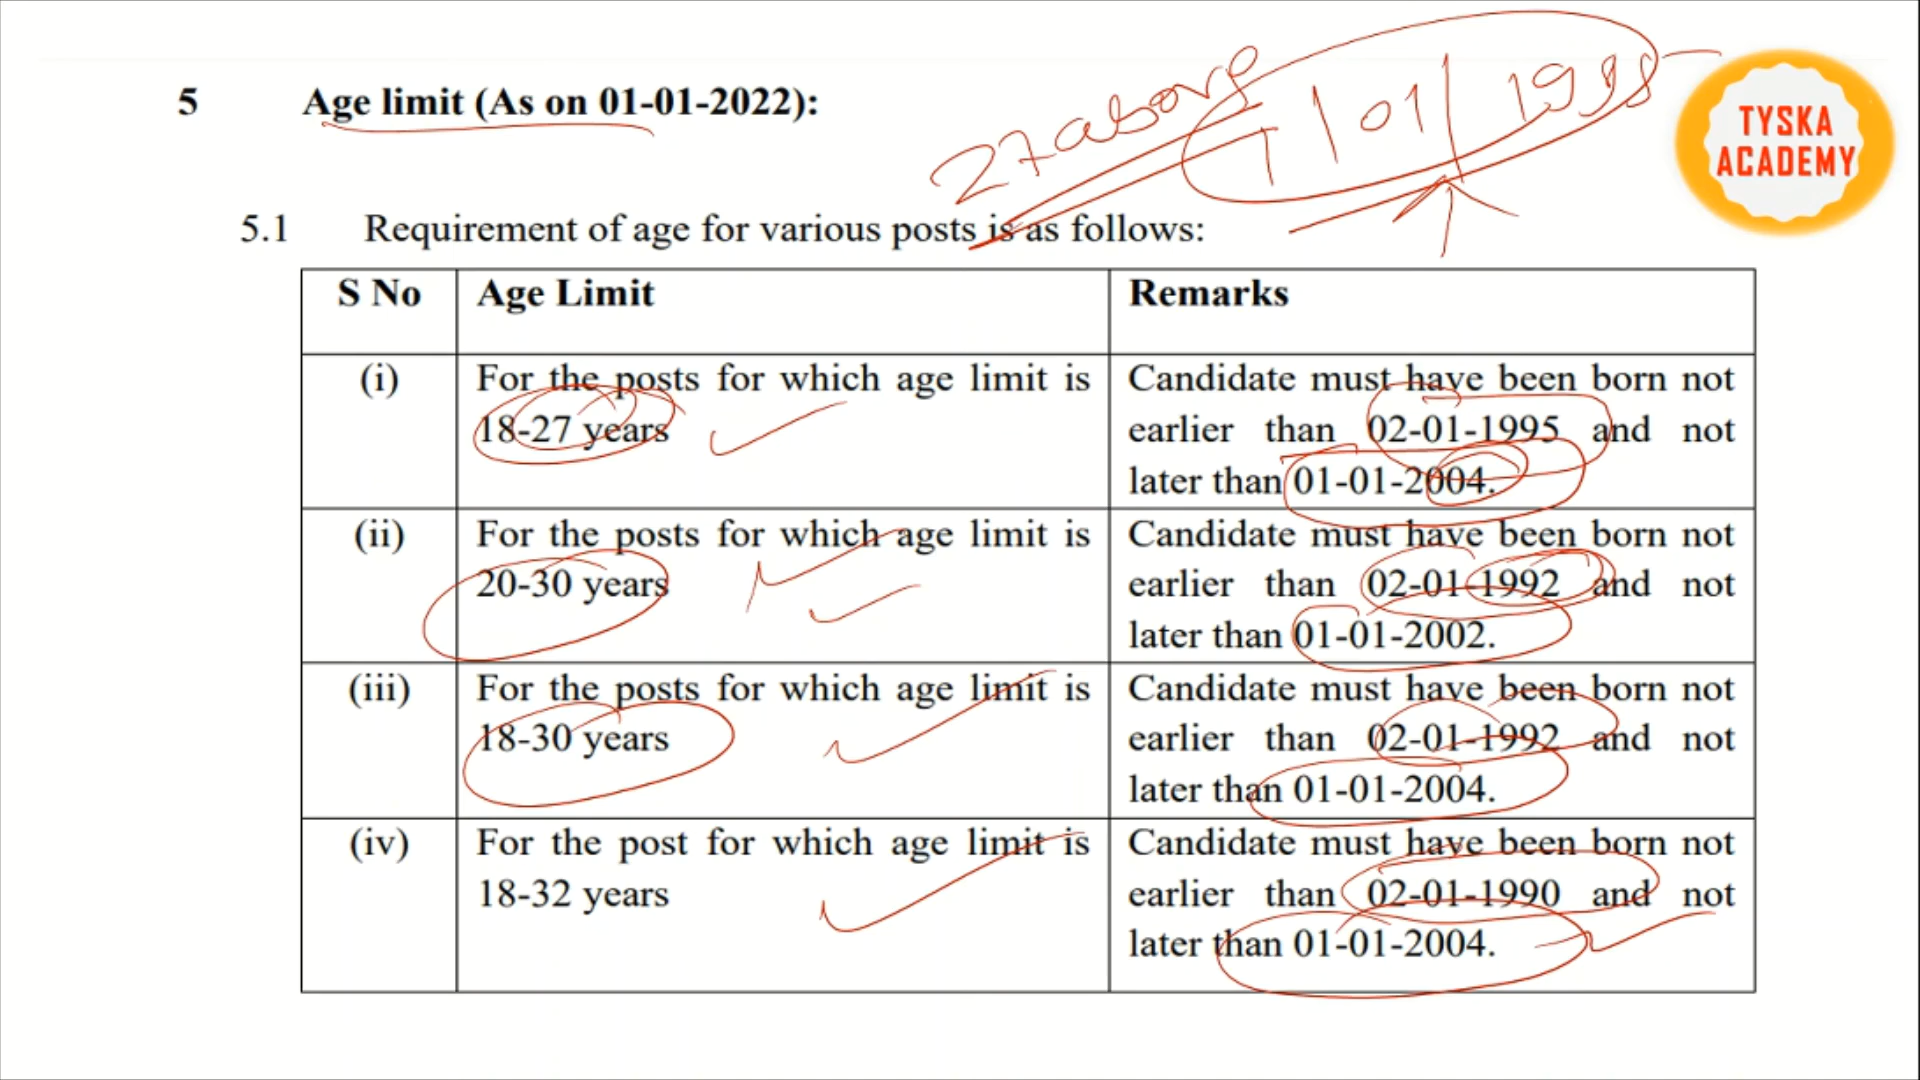 5 Age limit (As on 01-01-2022):
27 above 1/01/1995
TYSKA
ACADEMY
5.1 Requirement of age for various posts is as follows:
S No Age Limit Remarks
(i) For the posts for which age limit is
18-27 years
Candidate must have been born not
earlier than 02-01-1995 and not
later than 01-01-2004.
(ii) For the posts for which age limit is
20-30 years
Candidate must have been born not
earlier than 02-01-1992 and not
later than 01-01-2002.
(iii) For the posts for which age limit is
18-30 years
Candidate must have been born not
earlier than 02-01-1992 and not
later than 01-01-2004.
(iv) For the post for which age limit is
18-32 years
Candidate must have been born not
earlier than 02-01-1990 and not
later than 01-01-2004.